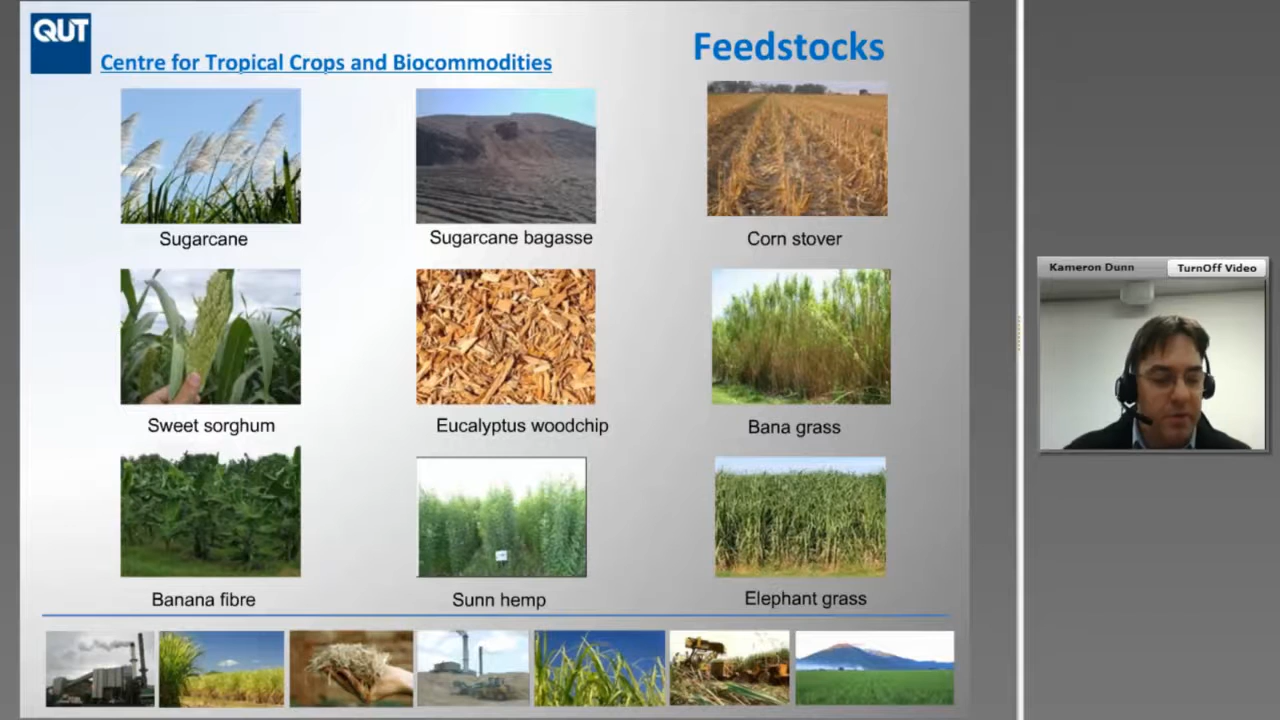 QUT
Centre for Tropical Crops and Biocommodities
Feedstocks
Sugarcane
Sugarcane bagasse
Corn stover
Sweet sorghum
Eucalyptus woodchip
Bana grass
Banana fibre
Sunn hemp
Elephant grass
Kameron Dunn
TurnOff Video